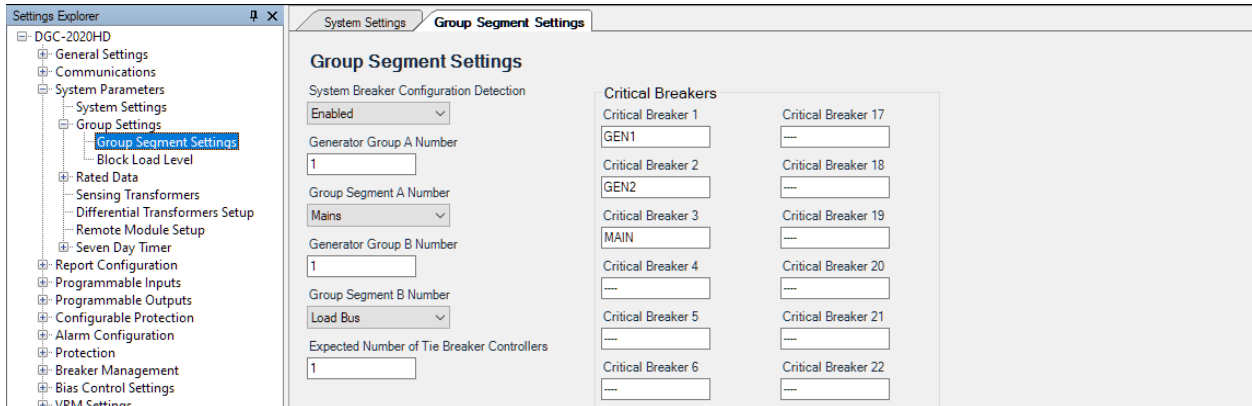 Settings Explorer
DGC-2020HD
General Settings
Communications
System Parameters
System Settings
Group Settings
Group Segment Settings
Block Load Level
Rated Data
Sensing Transformers
Differential Transformers Setup
Remote Module Setup
Seven Day Timer
Report Configuration
Programmable Inputs
Programmable Outputs
Configurable Protection
Alarm Configuration
Protection
Breaker Management
Bias Control Settings
VRM Settings
System Settings
Group Segment Settings
Group Segment Settings
System Breaker Configuration Detection
Enabled
Generator Group A Number
1
Group Segment A Number
Mains
Generator Group B Number
1
Group Segment B Number
Load Bus
Expected Number of Tie Breaker Controllers
1
Critical Breakers
Critical Breaker 1
GEN1
Critical Breaker 2
GEN2
Critical Breaker 3
MAIN
Critical Breaker 4
----
Critical Breaker 5
----
Critical Breaker 6
----
Critical Breaker 17
----
Critical Breaker 18
----
Critical Breaker 19
----
Critical Breaker 20
----
Critical Breaker 21
----
Critical Breaker 22
----